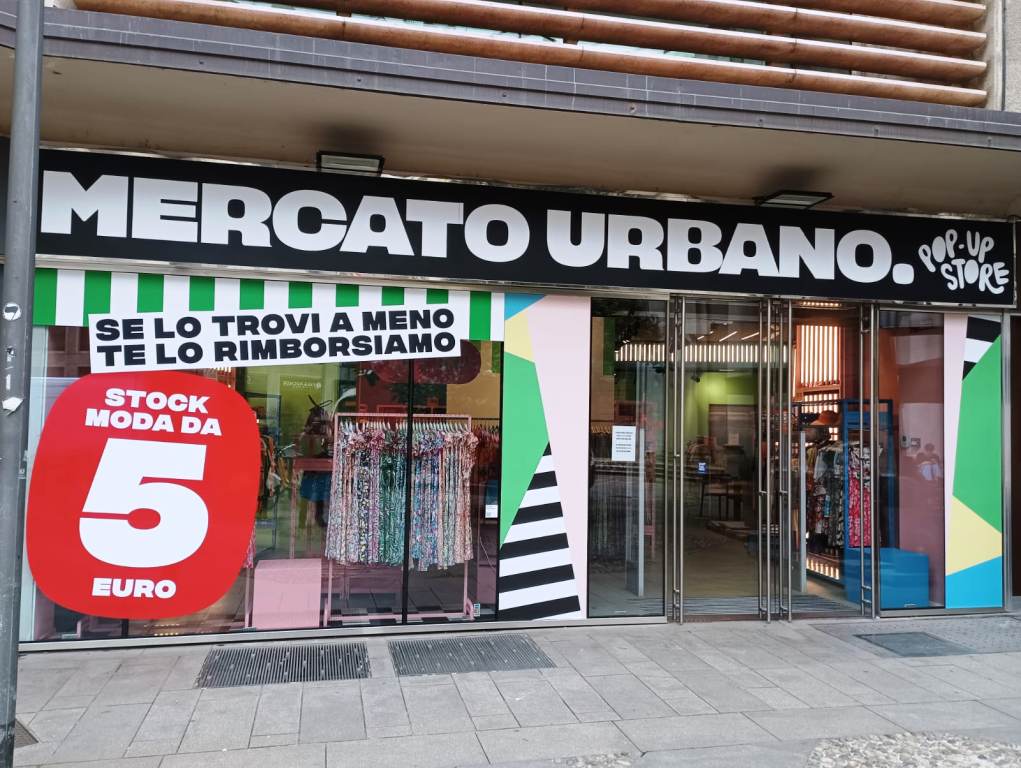 MERCATO URBANO.
POP-UP
STORE
SE LO TROVI A MENO
TE LO RIMBORSIAMO
STOCK
MODA DA
5
EURO